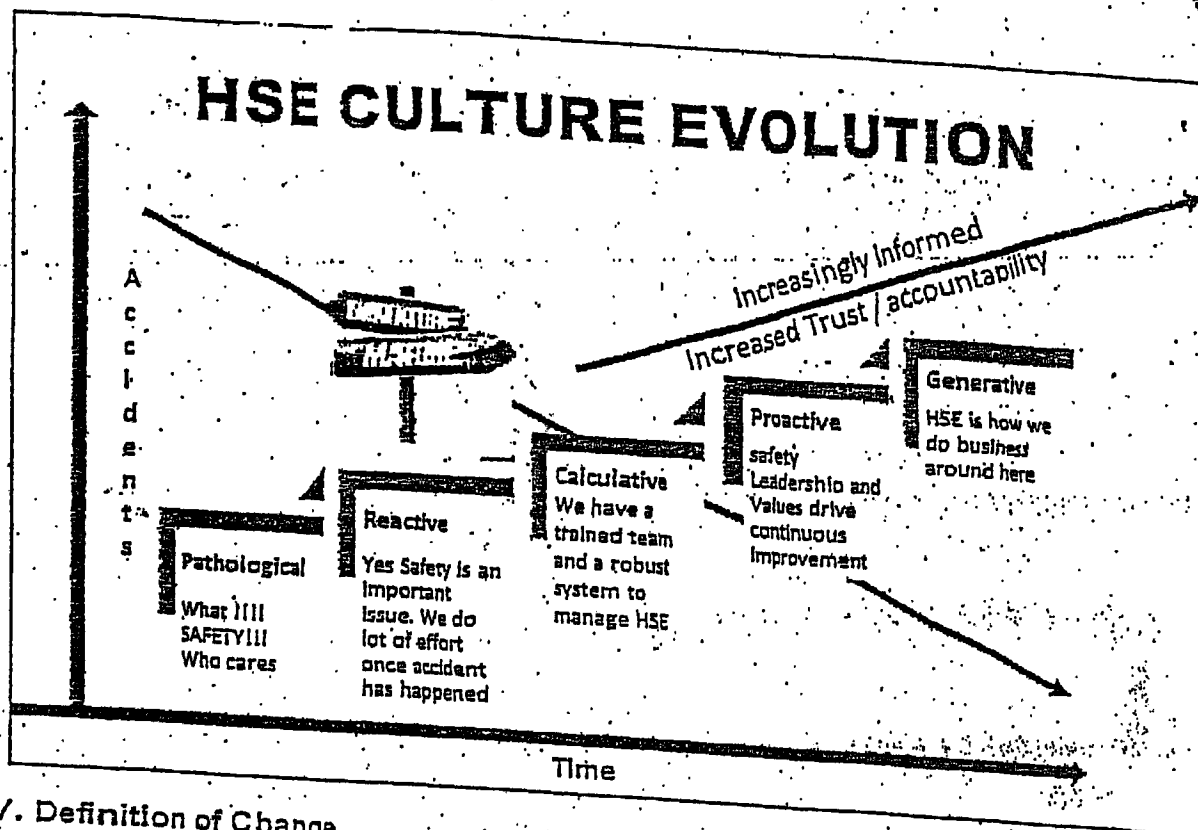 HSE CULTURE EVOLUTION
Accidents
Increasingly Informed
Increased Trust / accountability
Pathological
What !!!!
SAFETY!!!
Who cares
Reactive
Yes Safety is an
important
issue. We do
lot of effort
once accident
has happened
Calculative
We have a
trained team
and a robust
system to
manage HSE
Proactive
safety
Leadership and
Values drive
continuous
Improvement
Generative
HSE is how we
do business
around here
Time
Definition of Change